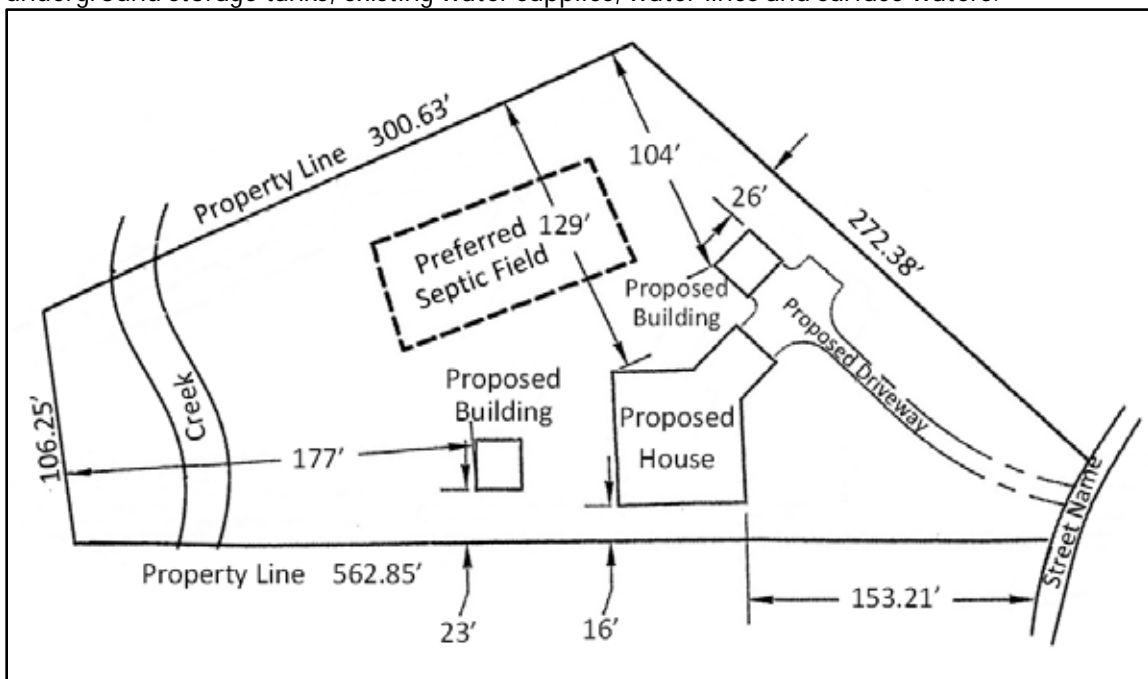 underground storage tanks, existing water supplies, water lines and surface waters.
Property Line 300.63'
104'
26'
272.38'
129'
Preferred
Septic Field
Proposed
Building
Proposed Driveway
Creek
106.25'
177'
Proposed
Building
Proposed
House
Street Name
Property Line 562.85'
153.21'
23'
16'